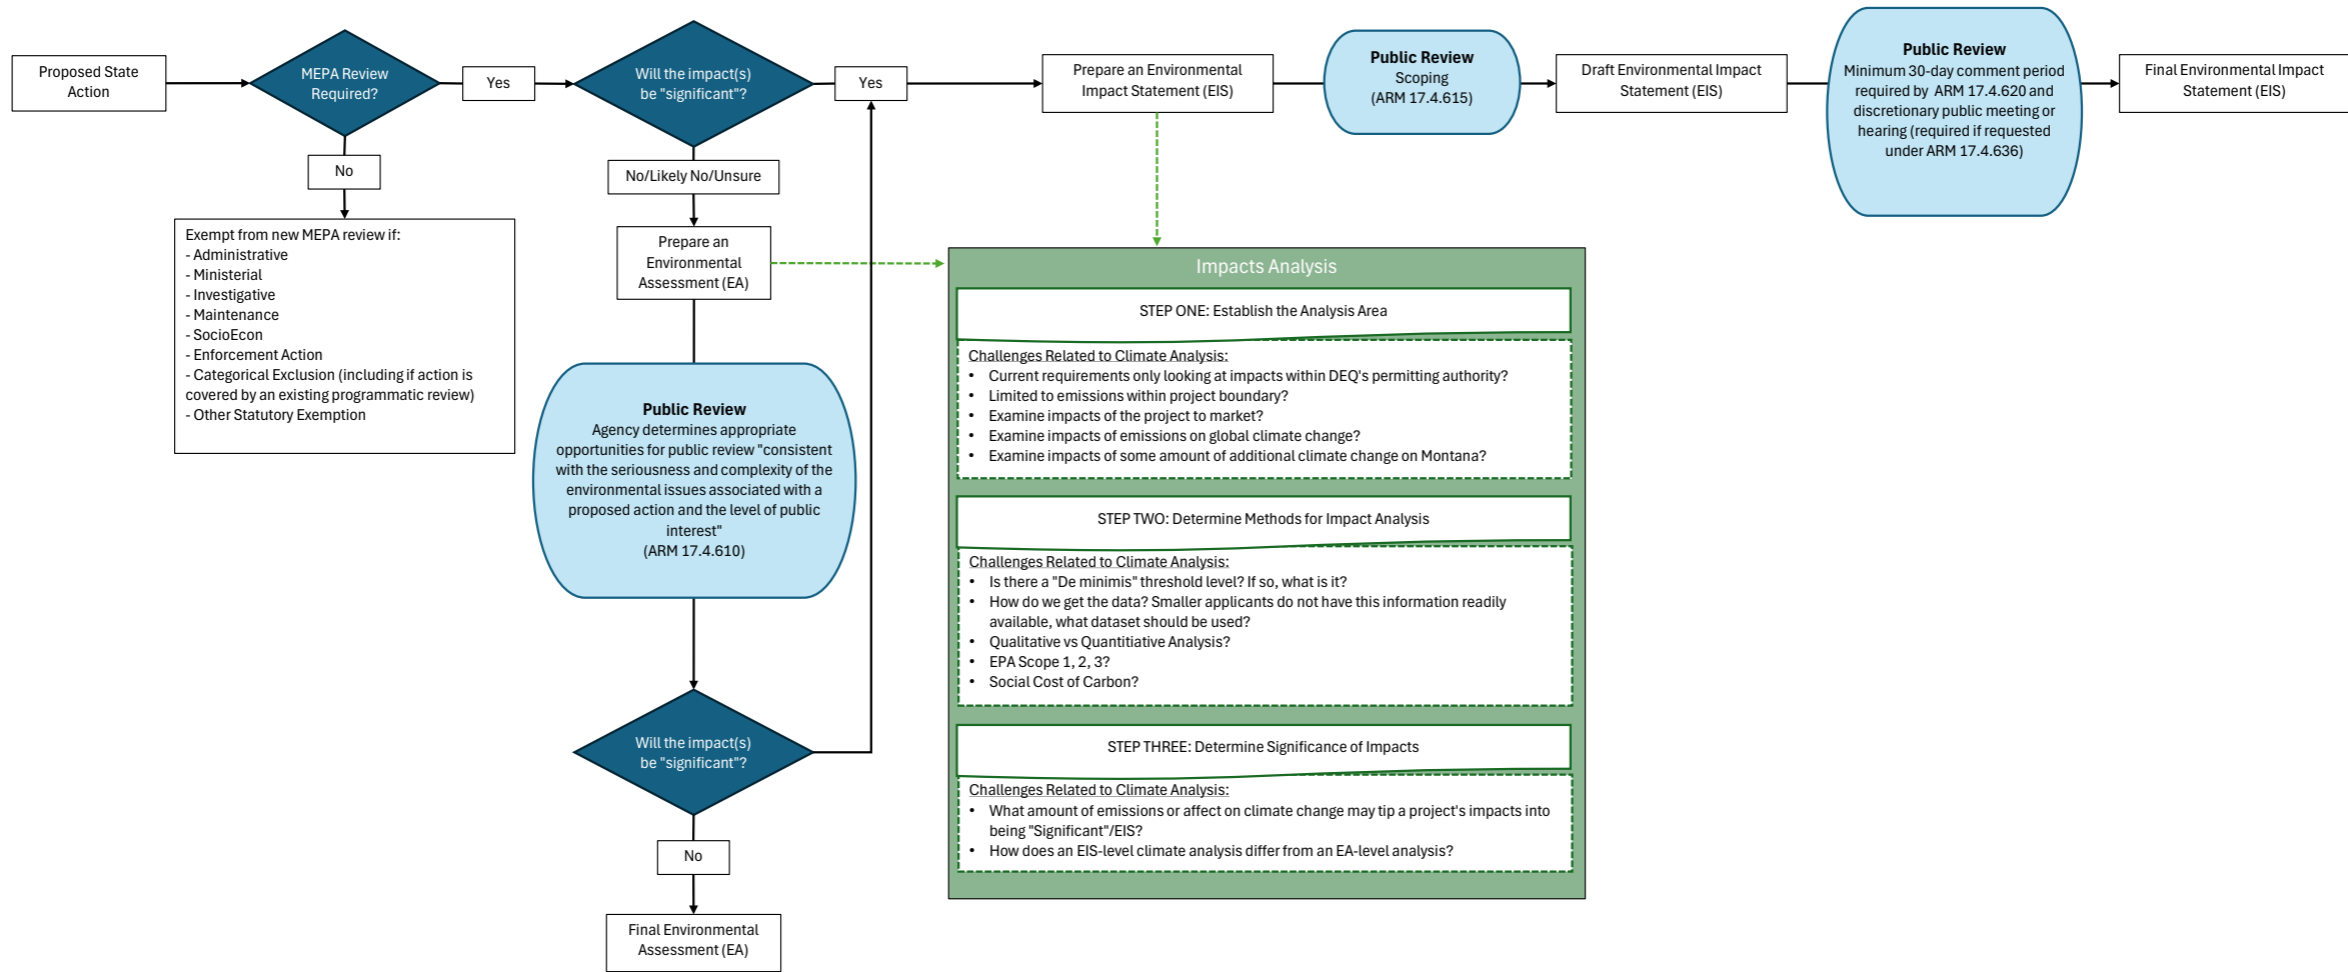 Proposed State
Action
MEPA Review
Required?
Yes
Will the impact(s)
be "significant"?
Yes
Prepare an Environmental
Impact Statement (EIS)
Public Review
Scoping
(ARM 17.4.615)
Draft Environmental Impact
Statement (EIS)
Public Review
Minimum 30-day comment period
required by ARM 17.4.620 and
discretionary public meeting or
hearing (required if requested
under ARM 17.4.636)
Final Environmental Impact
Statement (EIS)
No
Exempt from new MEPA review if:
- Administrative
- Ministerial
- Investigative
- Maintenance
- SocioEcon
- Enforcement Action
- Categorical Exclusion (including if action is
covered by an existing programmatic review)
- Other Statutory Exemption
No/Likely No/Unsure
Prepare an
Environmental
Assessment (EA)
Public Review
Agency determines appropriate
opportunities for public review "consistent
with the seriousness and complexity of the
environmental issues associated with a
proposed action and the level of public
interest"
(ARM 17.4.610)
Will the impact(s)
be "significant"?
No
Final Environmental
Assessment (EA)
Impacts Analysis
STEP ONE: Establish the Analysis Area
Challenges Related to Climate Analysis:
• Current requirements only looking at impacts within DEQ's permitting authority?
• Limited to emissions within project boundary?
• Examine impacts of the project to market?
• Examine impacts of emissions on global climate change?
• Examine impacts of some amount of additional climate change on Montana?
STEP TWO: Determine Methods for Impact Analysis
Challenges Related to Climate Analysis:
• Is there a "De minimis" threshold level? If so, what is it?
• How do we get the data? Smaller applicants do not have this information readily
available, what dataset should be used?
• Qualitative vs Quantitiative Analysis?
• EPA Scope 1, 2, 3?
• Social Cost of Carbon?
STEP THREE: Determine Significance of Impacts
Challenges Related to Climate Analysis:
• What amount of emissions or affect on climate change may tip a project's impacts into
being "Significant"/EIS?
• How does an EIS-level climate analysis differ from an EA-level analysis?